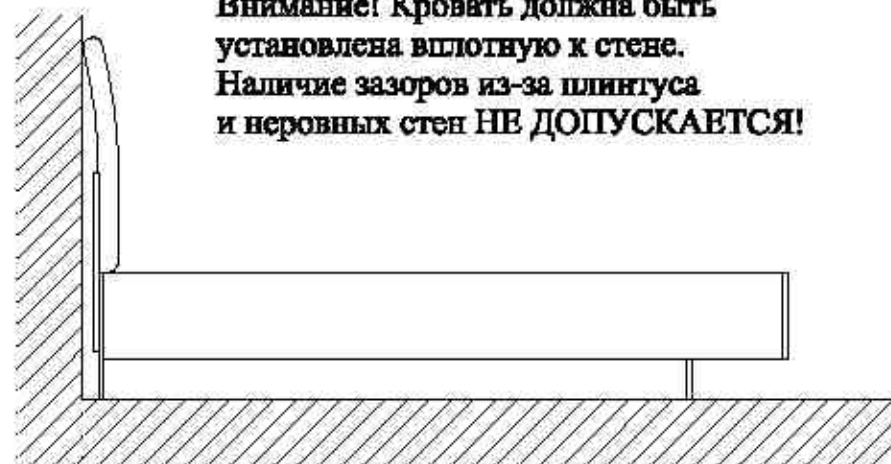 Внимание! Кровать должна быть
установлена вплотную к стене.
Наличие зазоров из-за плинтуса
и неровных стен НЕ ДОПУСКАЕТСЯ!